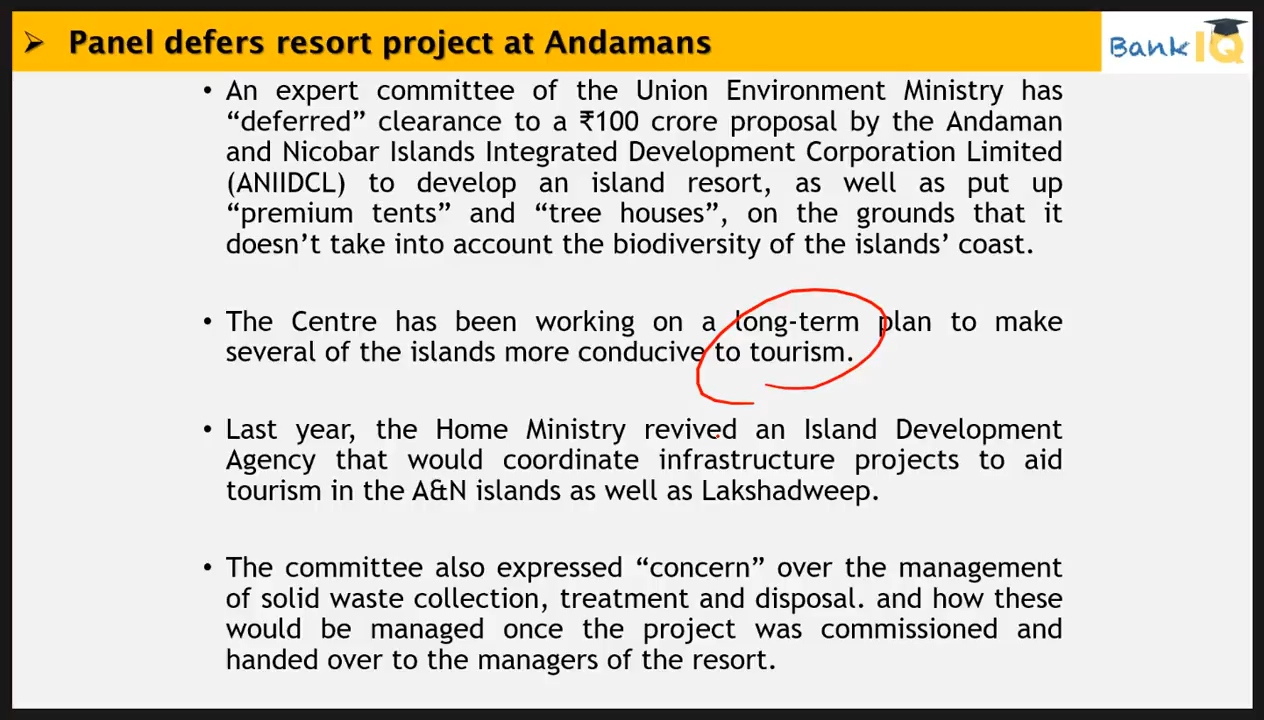 ➢ Panel defers resort project at Andamans
Bank IQ
• An expert committee of the Union Environment Ministry has
“deferred” clearance to a ₹100 crore proposal by the Andaman
and Nicobar Islands Integrated Development Corporation Limited
(ANIIDCL) to develop an island resort, as well as put up
“premium tents” and “tree houses”, on the grounds that it
doesn’t take into account the biodiversity of the islands’ coast.
• The Centre has been working on a long-term plan to make
several of the islands more conducive to tourism.
• Last year, the Home Ministry revived an Island Development
Agency that would coordinate infrastructure projects to aid
tourism in the A&N islands as well as Lakshadweep.
• The committee also expressed “concern” over the management
of solid waste collection, treatment and disposal. and how these
would be managed once the project was commissioned and
handed over to the managers of the resort.